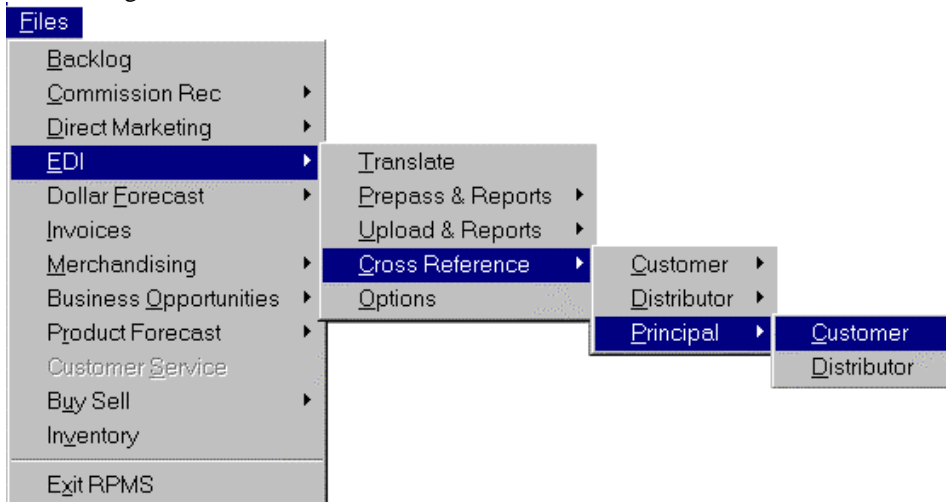 Files
Backlog
Commission Rec
Direct Marketing
EDI
Dollar Forecast
Invoices
Merchandising
Business Opportunities
Product Forecast
Customer Service
Buy Sell
Inventory
Exit RPMS
Translate
Prepass & Reports
Upload & Reports
Cross Reference
Options
Customer
Distributor
Principal
Customer
Distributor